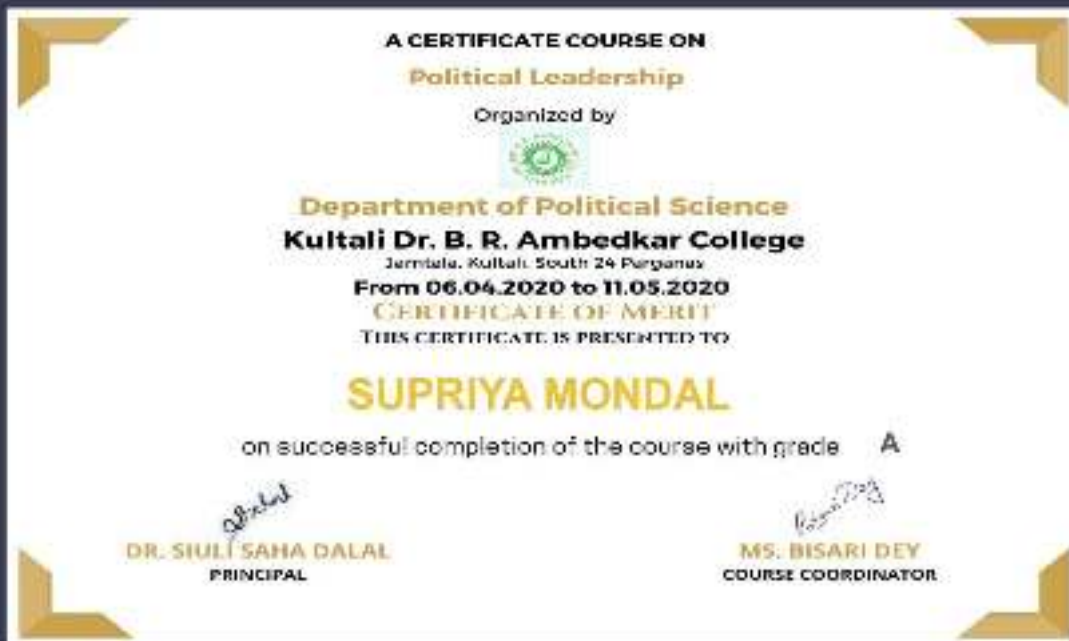 A CERTIFICATE COURSE ON
Political Leadership
Organized by
Department of Political Science
Kultali Dr. B. R. Ambedkar College
Jamtala, Kultali, South 24 Parganas
From 06.04.2020 to 11.05.2020
CERTIFICATE OF MERIT
THIS CERTIFICATE IS PRESENTED TO
SUPRIYA MONDAL
on successful completion of the course with grade A
DR. SIULI SAHA DALAL
PRINCIPAL
MS. BISARI DEY
COURSE COORDINATOR